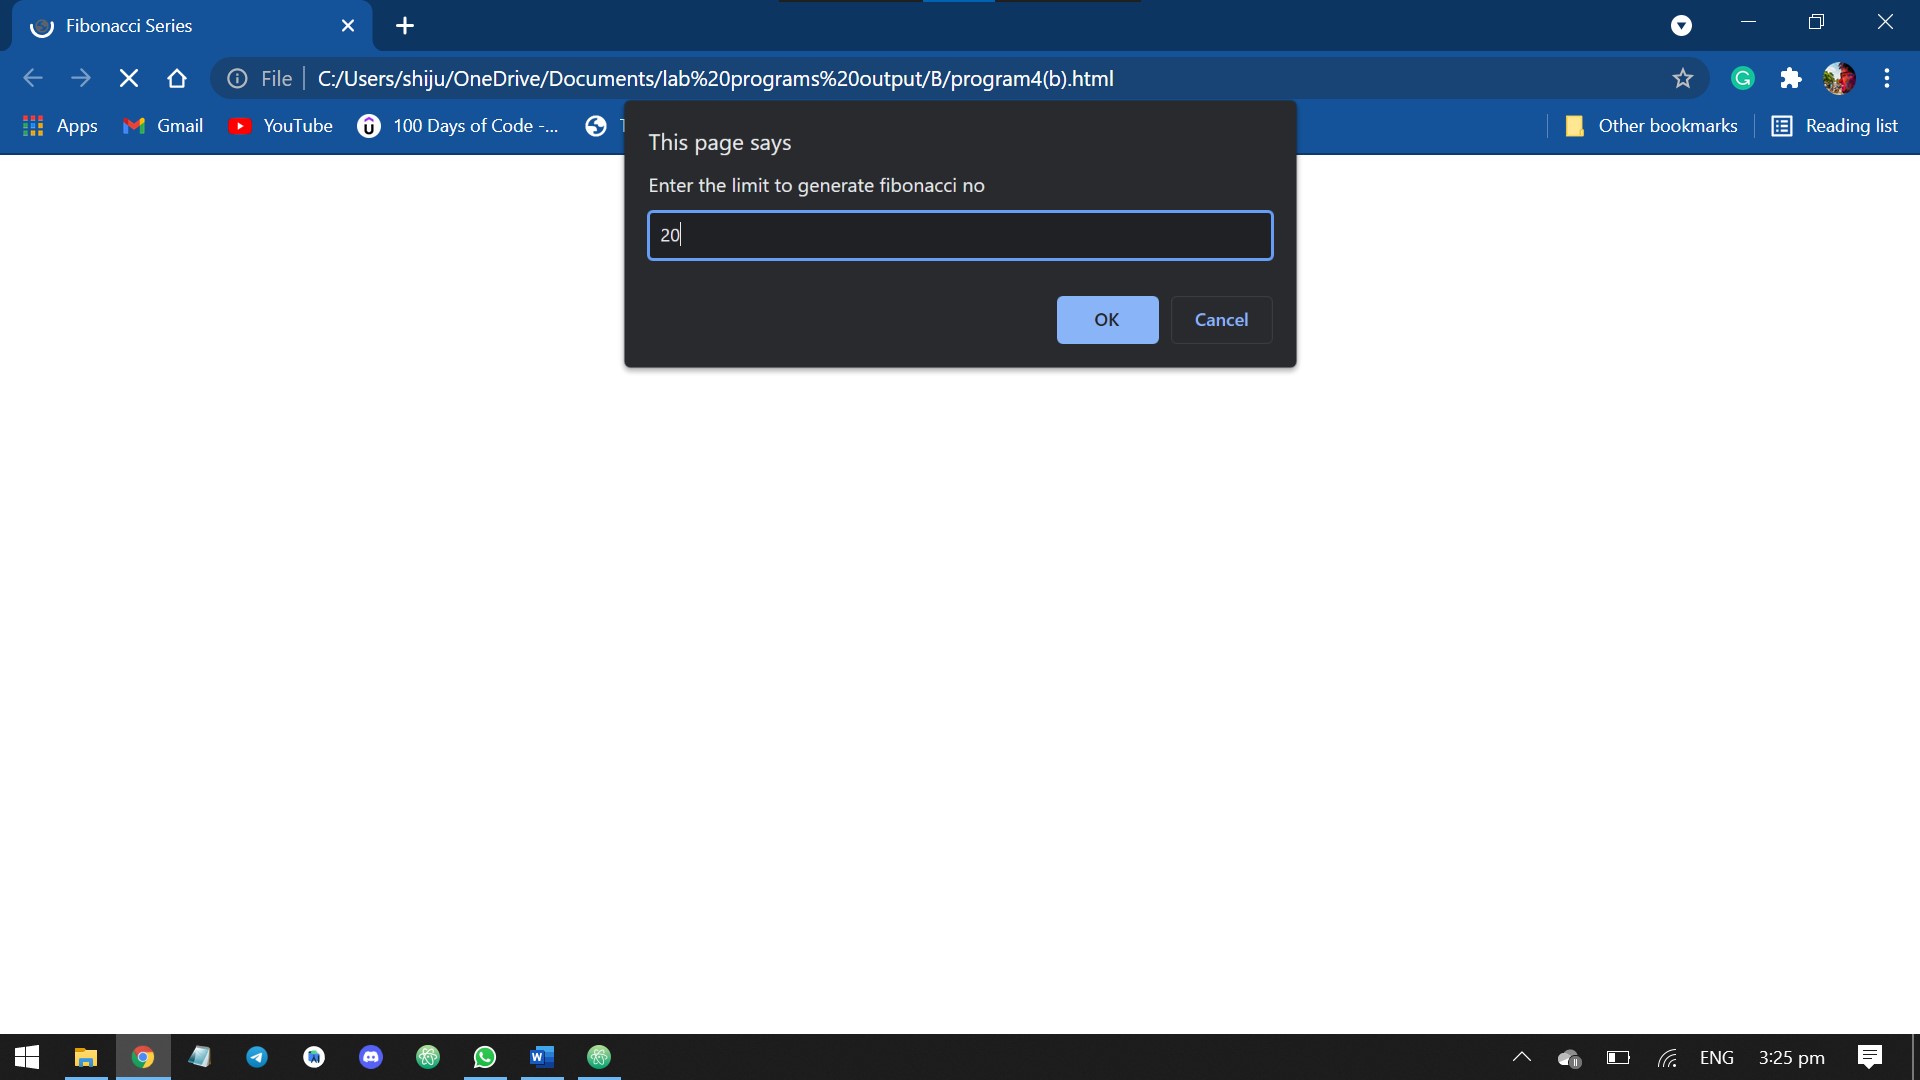 Fibonacci Series
File
C:/Users/shiju/OneDrive/Documents/lab%20programs%20output/B/program4(b).html
Apps
Gmail
YouTube
100 Days of Code -...
Other bookmarks
Reading list
This page says
Enter the limit to generate fibonacci no
20
OK
Cancel
ENG
3:25 pm